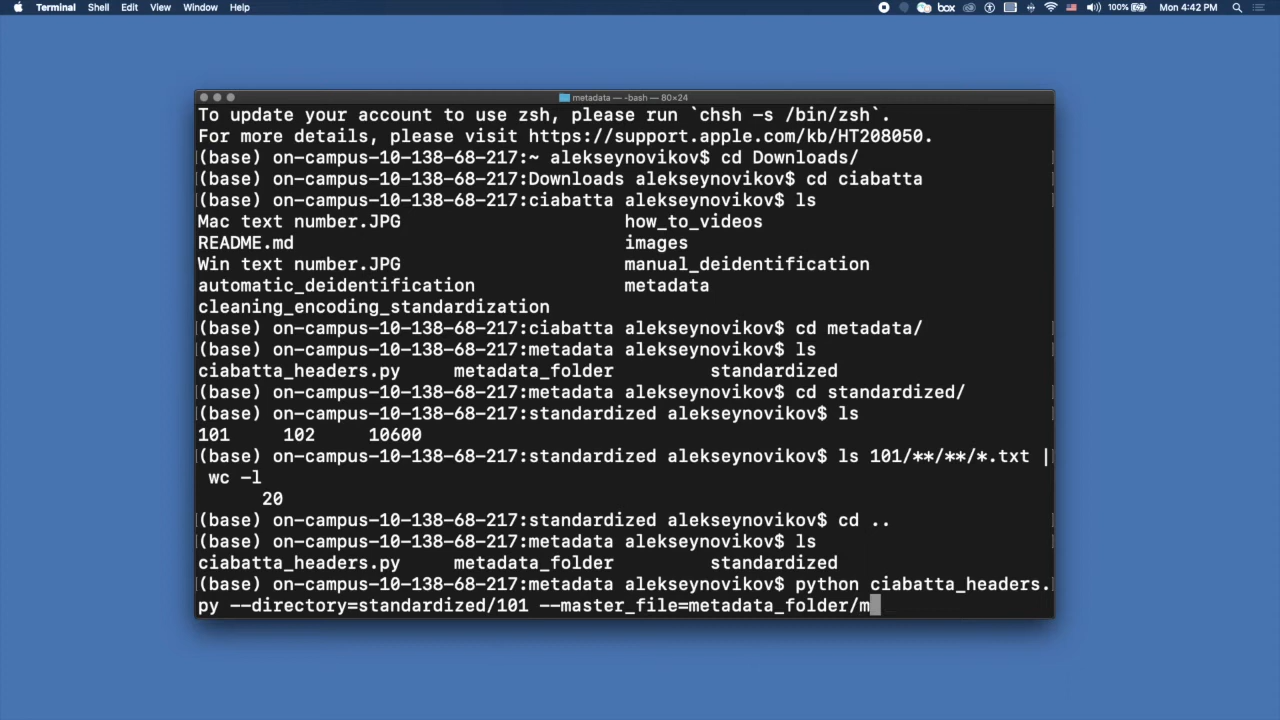 Terminal Shell Edit View Window Help box 100% Mon 4:42 PM
metadata — -bash — 80×24
To update your account to use zsh, please run `chsh -s /bin/zsh`.
For more details, please visit https://support.apple.com/kb/HT208050.
(base) on-campus-10-138-68-217:~ alekseynovikov$ cd Downloads/
(base) on-campus-10-138-68-217:Downloads alekseynovikov$ cd ciabatta
(base) on-campus-10-138-68-217:ciabatta alekseynovikov$ ls
Mac text number.JPG how_to_videos
README.md images
Win text number.JPG manual_deidentification
automatic_deidentification metadata
cleaning_encoding_standardization
(base) on-campus-10-138-68-217:ciabatta alekseynovikov$ cd metadata/
(base) on-campus-10-138-68-217:metadata alekseynovikov$ ls
ciabatta_headers.py metadata_folder standardized
(base) on-campus-10-138-68-217:metadata alekseynovikov$ cd standardized/
(base) on-campus-10-138-68-217:standardized alekseynovikov$ ls
101 102 10600
(base) on-campus-10-138-68-217:standardized alekseynovikov$ ls 101/**/**/*.txt |
wc -l
20
(base) on-campus-10-138-68-217:standardized alekseynovikov$ cd ..
(base) on-campus-10-138-68-217:metadata alekseynovikov$ ls
ciabatta_headers.py metadata_folder standardized
(base) on-campus-10-138-68-217:metadata alekseynovikov$ python ciabatta_headers.
py --directory=standardized/101 --master_file=metadata_folder/m